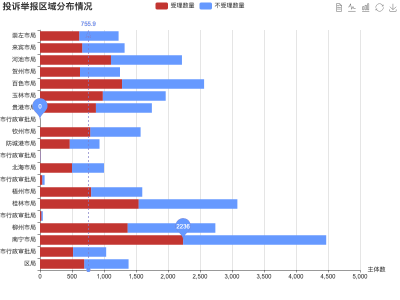 投诉举报区域分布情况
受理数量 不受理数量
755.9
崇左市局
来宾市局
河池市局
贺州市局
百色市局
玉林市局
贵港市局
0
市行政审批局
钦州市局
防城港市局
市行政审批局
北海市局
市行政审批局
梧州市局
桂林市局
市行政审批局
柳州市局
2236
南宁市局
市行政审批局
区局
主体数
0 500 1,000 1,500 2,000 2,500 3,000 3,500 4,000 4,500 5,000